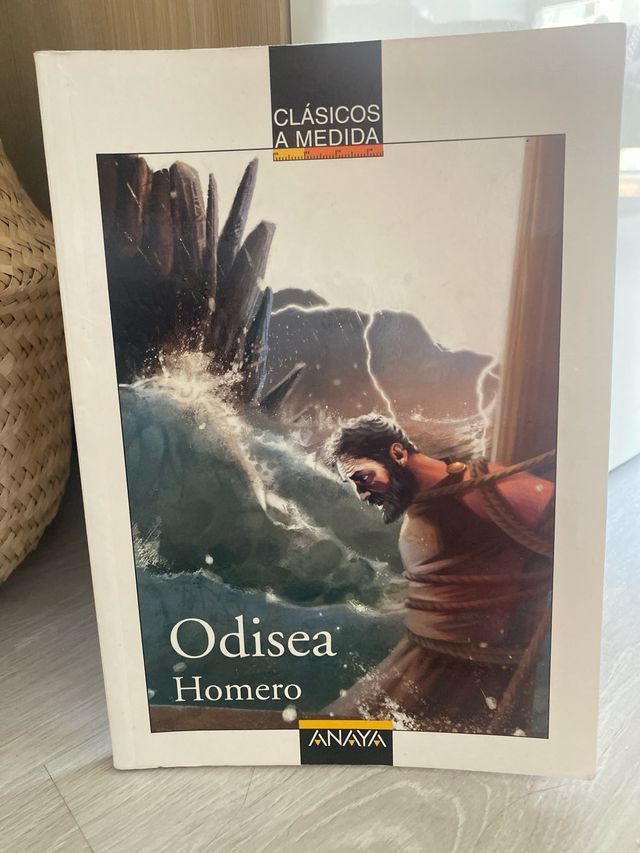 CLÁSICOS
A MEDIDA
Odisea
Homero
ANAYA